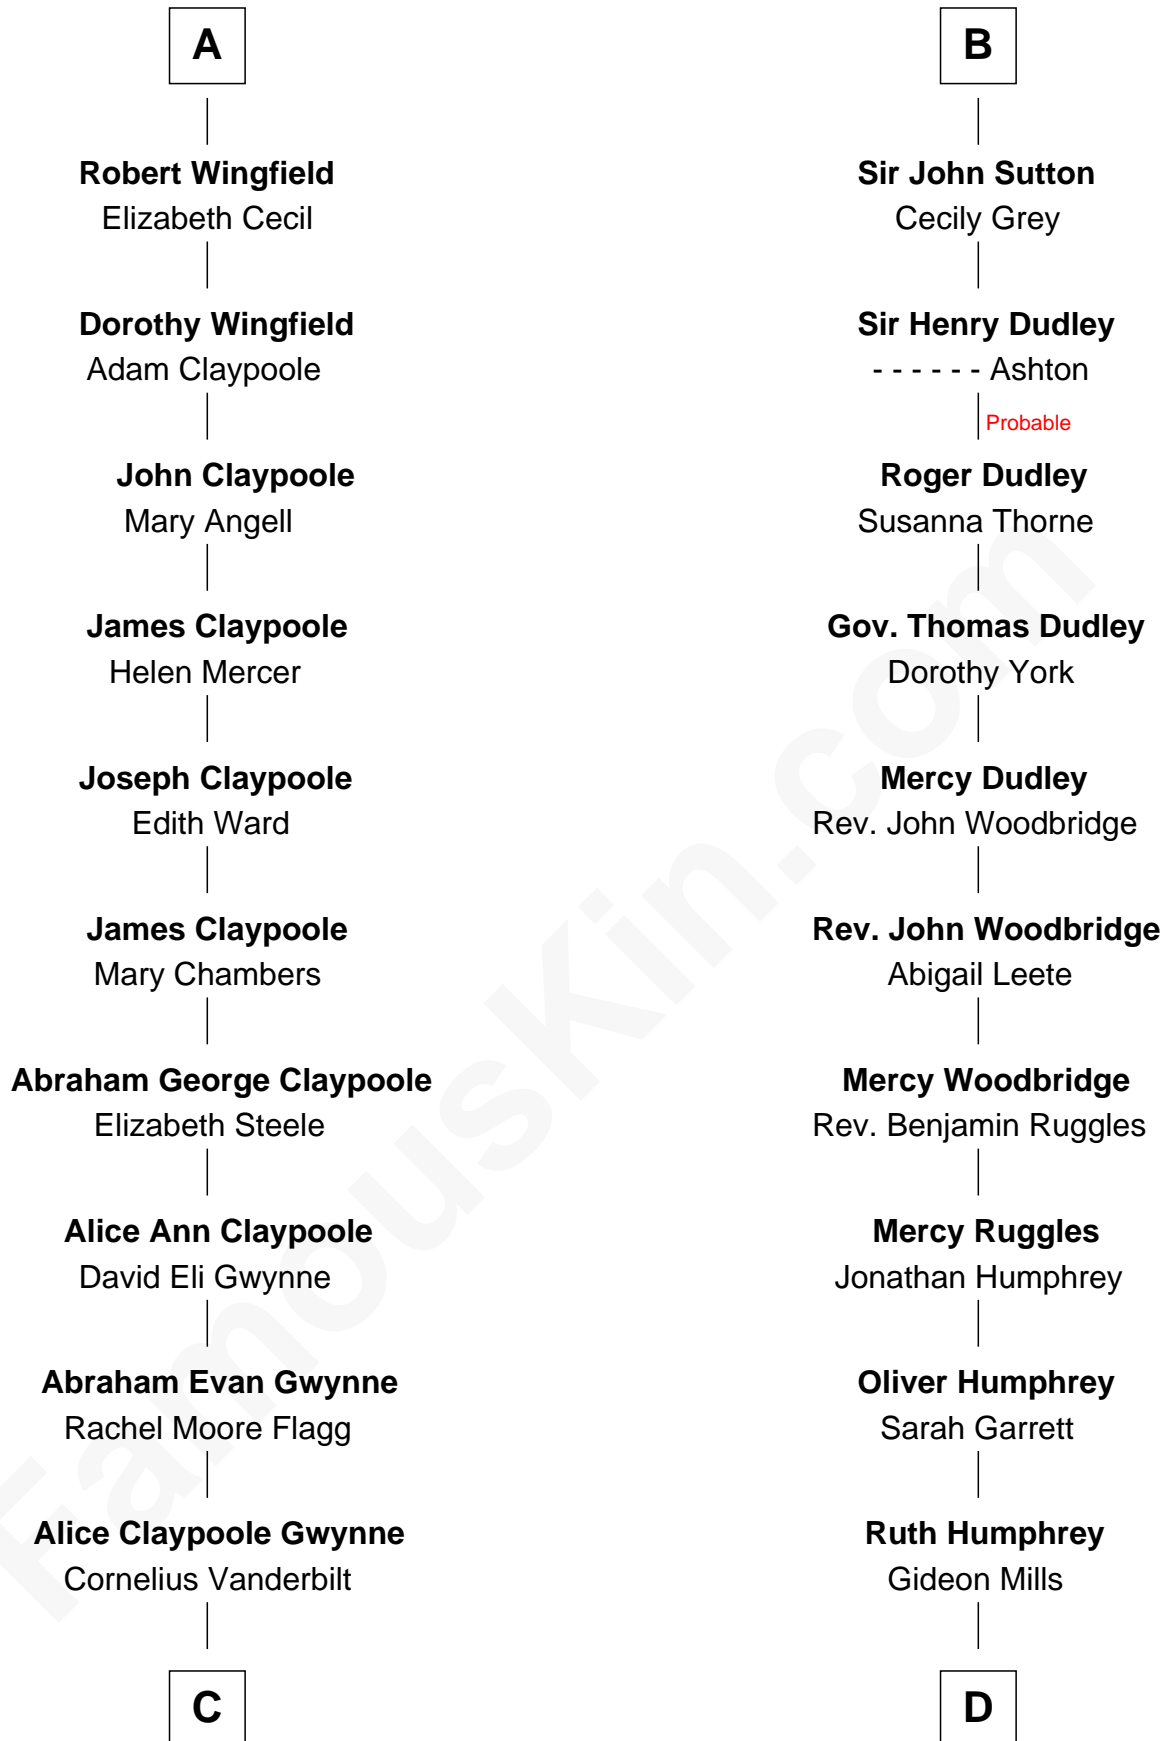 A
Robert Wingfield
Elizabeth Cecil
Dorothy Wingfield
Adam Claypoole
John Claypoole
Mary Angell
James Claypoole
Helen Mercer
Joseph Claypoole
Edith Ward
James Claypoole
Mary Chambers
Abraham George Claypoole
Elizabeth Steele
Alice Ann Claypoole
David Eli Gwynne
Abraham Evan Gwynne
Rachel Moore Flagg
Alice Claypoole Gwynne
Cornelius Vanderbilt
C
B
Sir John Sutton
Cecily Grey
Sir Henry Dudley
- - - - - - Ashton
Probable
Roger Dudley
Susanna Thorne
Gov. Thomas Dudley
Dorothy York
Mercy Dudley
Rev. John Woodbridge
Rev. John Woodbridge
Abigail Leete
Mercy Woodbridge
Rev. Benjamin Ruggles
Mercy Ruggles
Jonathan Humphrey
Oliver Humphrey
Sarah Garrett
Ruth Humphrey
Gideon Mills
D
FamousKin.com